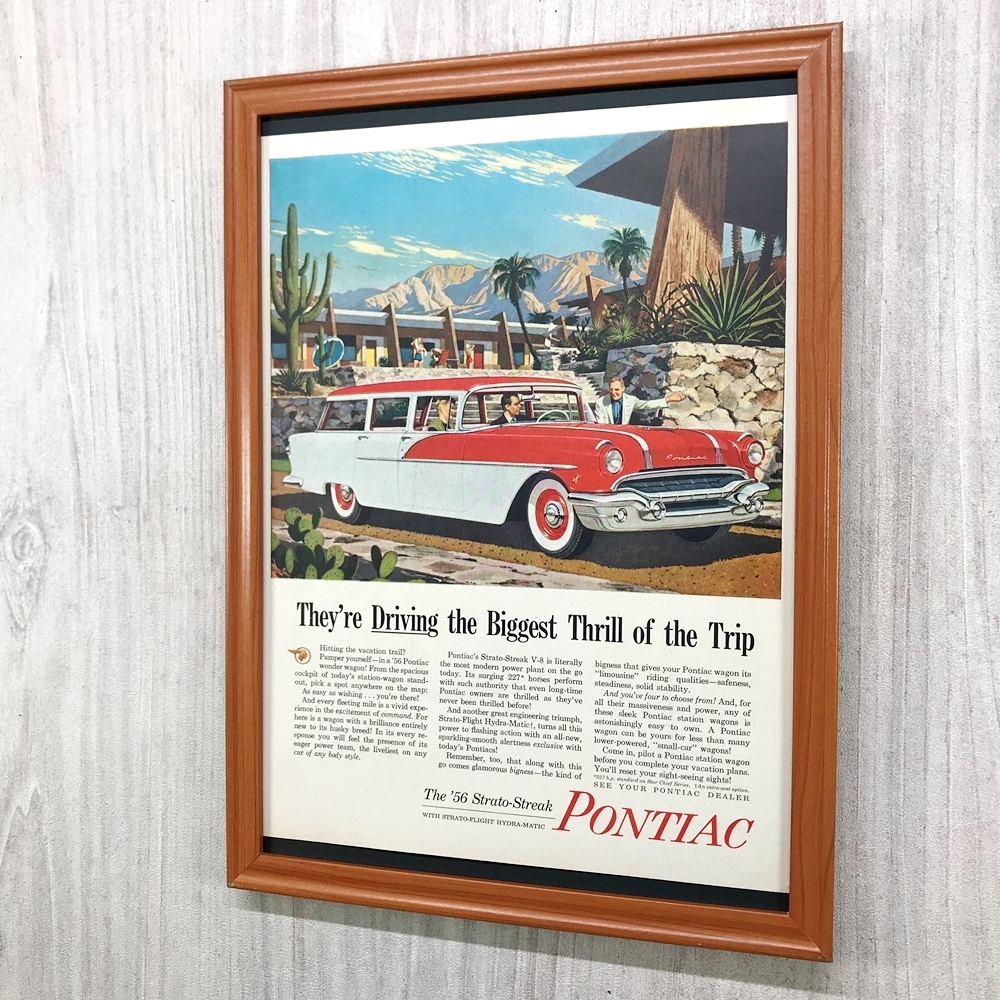 Pontiac
They're Driving the Biggest Thrill of the Trip
Hitting the vacation trail?
Pamper yourself—in a '56 Pontiac
wonder wagon! From the spacious
cockpit of today's station-wagon stand-
out, pick a spot anywhere on the map:
As easy as wishing . . . you're there!
And every fleeting mile is a vivid expe-
rience in the excitement of command. For
here is a wagon with a brilliance entirely
new to its husky breed! In its every re-
sponse you will feel the presence of its
eager power team, the liveliest on any
car of any body style.
Pontiac's Strato-Streak V-8 is literally
the most modern power plant on the go
today. Its surging 227* horses perform
with such authority that even long-time
Pontiac owners are thrilled as they've
never been thrilled before!
And another great engineering triumph,
Strato-Flight Hydra-Matic†, turns all this
power to flashing action with an all-new,
sparkling-smooth alertness exclusive with
today's Pontiacs!
Remember, too, that along with this
go comes glamorous bigness—the kind of
bigness that gives your Pontiac wagon its
"limousine" riding qualities—safeness,
steadiness, solid stability.
And you've four to choose from! And, for
all their massiveness and power, any of
these sleek Pontiac station wagons is
astonishingly easy to own. A Pontiac
wagon can be yours for less than many
lower-powered, "small-car" wagons!
Come in, pilot a Pontiac station wagon
before you complete your vacation plans.
You'll reset your sight-seeing sights!
*227 h.p. standard on Star Chief Series. †An extra-cost option.
SEE YOUR PONTIAC DEALER
The '56 Strato-Streak
WITH STRATO-FLIGHT HYDRA-MATIC
PONTIAC